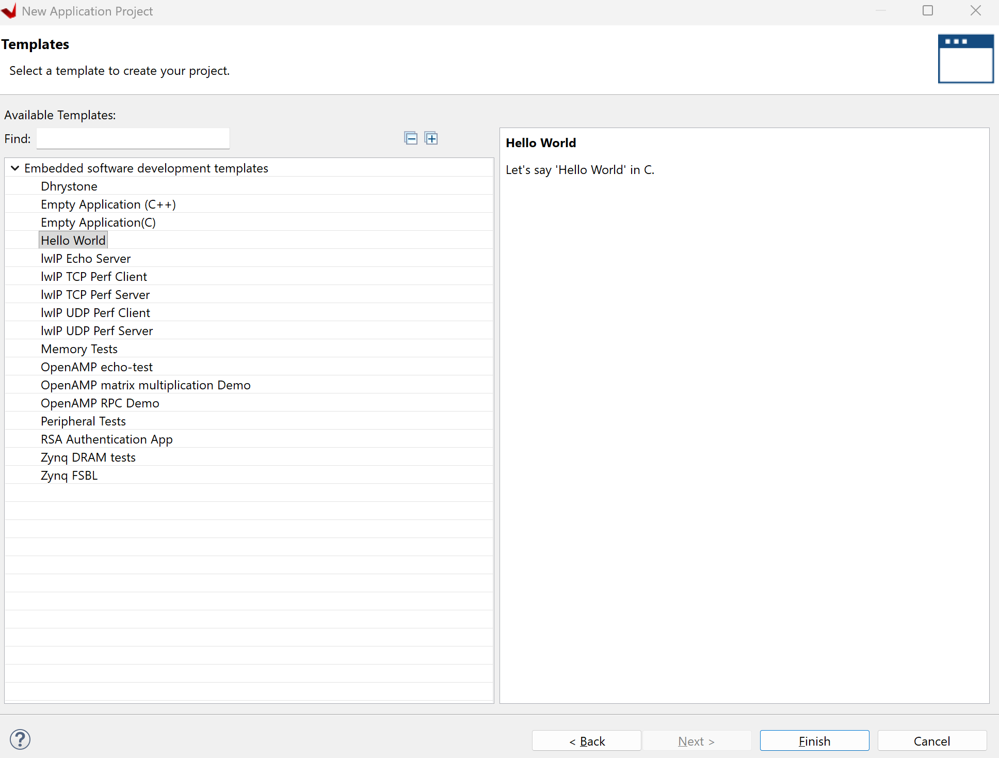 New Application Project
Templates
Select a template to create your project.
Available Templates:
Find:
Embedded software development templates
Dhrystone
Empty Application (C++)
Empty Application(C)
Hello World
lwIP Echo Server
lwIP TCP Perf Client
lwIP TCP Perf Server
lwIP UDP Perf Client
lwIP UDP Perf Server
Memory Tests
OpenAMP echo-test
OpenAMP matrix multiplication Demo
OpenAMP RPC Demo
Peripheral Tests
RSA Authentication App
Zynq DRAM tests
Zynq FSBL
Hello World
Let's say 'Hello World' in C.
?
< Back
Next >
Finish
Cancel